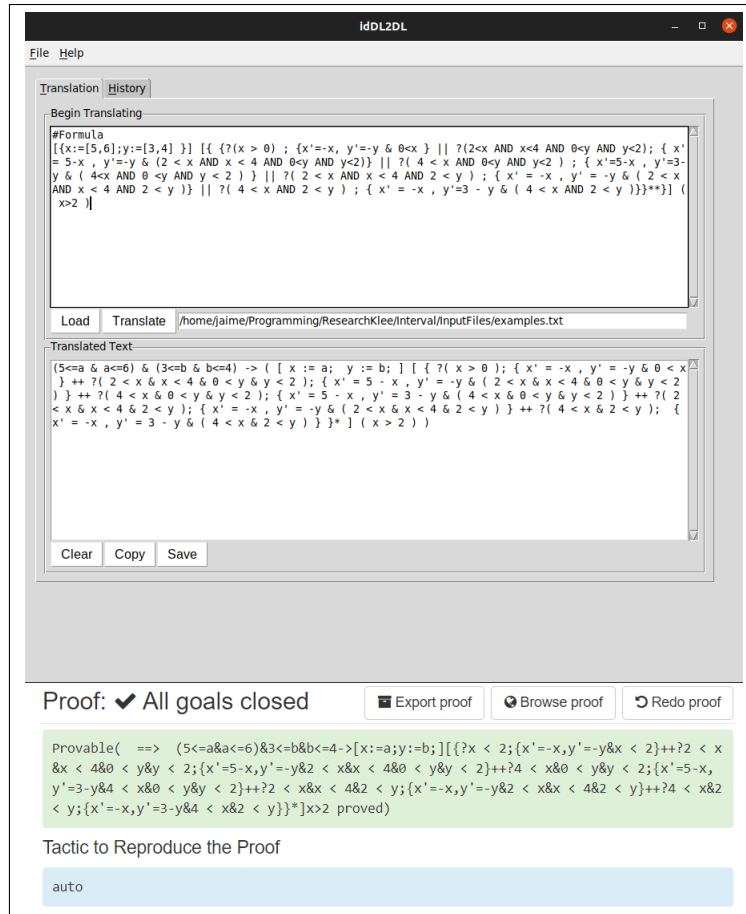 idDL2DL
File Help
Translation History
Begin Translating
#Formula
[{x:=[5,6];y:=[3,4] }] [{ {?(x > 0) ; {x'=-x, y'=-y & 0<x } || ?(2<x AND x<4 AND 0<y AND y<2); { x'
= 5-x , y'=-y & (2 < x AND x < 4 AND 0<y AND y<2)} || ?( 4 < x AND 0<y AND y<2 ) ; { x'=5-x , y'=3-
y & ( 4<x AND 0 <y AND y < 2 ) } || ?( 2 < x AND x < 4 AND 2 < y ) ; { x' = -x , y' = -y & ( 2 < x
AND x < 4 AND 2 < y )} || ?( 4 < x AND 2 < y ) ; { x' = -x , y'=3 - y & ( 4 < x AND 2 < y )}}**}] (
x>2 )
Load Translate /home/jaime/Programming/ResearchKlee/Interval/InputFiles/examples.txt
Translated Text
(5<=a & a<=6) & (3<=b & b<=4) -> ( [ x := a; y := b; ] [ { ?( x > 0 ); { x' = -x , y' = -y & 0 < x
} ++ ?( 2 < x & x < 4 & 0 < y & y < 2 ); { x' = 5 - x , y' = -y & ( 2 < x & x < 4 & 0 < y & y < 2
) } ++ ?( 4 < x & 0 < y & y < 2 ); { x' = 5 - x , y' = 3 - y & ( 4 < x & 0 < y & y < 2 ) } ++ ?( 2
< x & x < 4 & 2 < y ); { x' = -x , y' = -y & ( 2 < x & x < 4 & 2 < y ) } ++ ?( 4 < x & 2 < y ); {
x' = -x , y' = 3 - y & ( 4 < x & 2 < y ) } }* ] ( x > 2 ) )
Clear Copy Save
Proof: ✔ All goals closed Export proof Browse proof Redo proof
Provable( ==> (5<=a&a<=6)&3<=b&b<=4->[x:=a;y:=b;][{?x < 2;{x'=-x,y'=-y&x < 2}++?2 < x
&x < 4&0 < y&y < 2;{x'=5-x,y'=-y&2 < x&x < 4&0 < y&y < 2}++?4 < x&0 < y&y < 2;{x'=5-x,
y'=3-y&4 < x&0 < y&y < 2}++?2 < x&x < 4&2 < y;{x'=-x,y'=-y&2 < x&x < 4&2 < y}++?4 < x&2
< y;{x'=-x,y'=3-y&4 < x&2 < y}}*]x>2 proved)
Tactic to Reproduce the Proof
auto